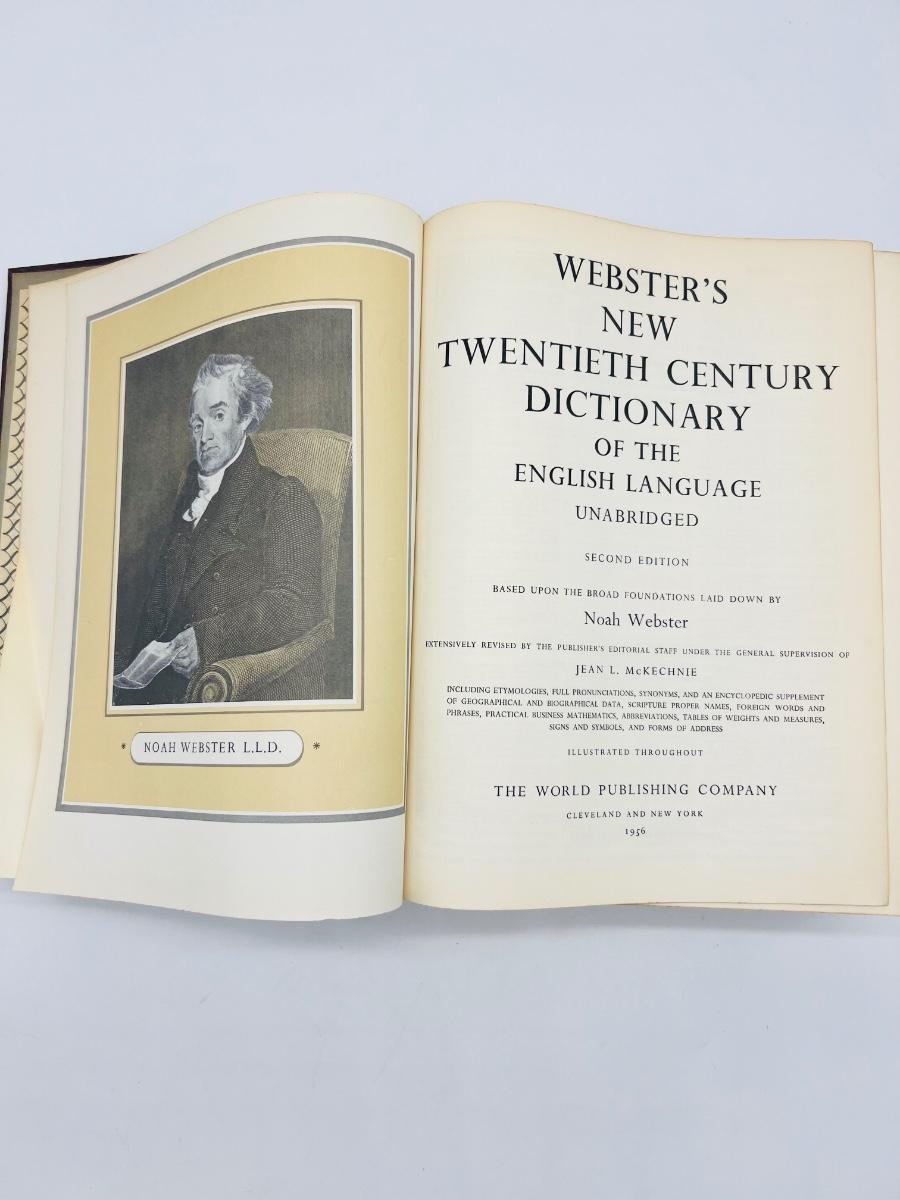 NOAH WEBSTER L.L.D.
WEBSTER'S
NEW
TWENTIETH CENTURY
DICTIONARY
OF THE
ENGLISH LANGUAGE
UNABRIDGED
SECOND EDITION
BASED UPON THE BROAD FOUNDATIONS LAID DOWN BY
Noah Webster
EXTENSIVELY REVISED BY THE PUBLISHER'S EDITORIAL STAFF UNDER THE GENERAL SUPERVISION OF
JEAN L. McKECHNIE
INCLUDING ETYMOLOGIES, FULL PRONUNCIATIONS, SYNONYMS, AND AN ENCYCLOPEDIC SUPPLEMENT
OF GEOGRAPHICAL AND BIOGRAPHICAL DATA, SCRIPTURE PROPER NAMES, FOREIGN WORDS AND
PHRASES, PRACTICAL BUSINESS MATHEMATICS, ABBREVIATIONS, TABLES OF WEIGHTS AND MEASURES,
SIGNS AND SYMBOLS, AND FORMS OF ADDRESS
ILLUSTRATED THROUGHOUT
THE WORLD PUBLISHING COMPANY
CLEVELAND AND NEW YORK
1956